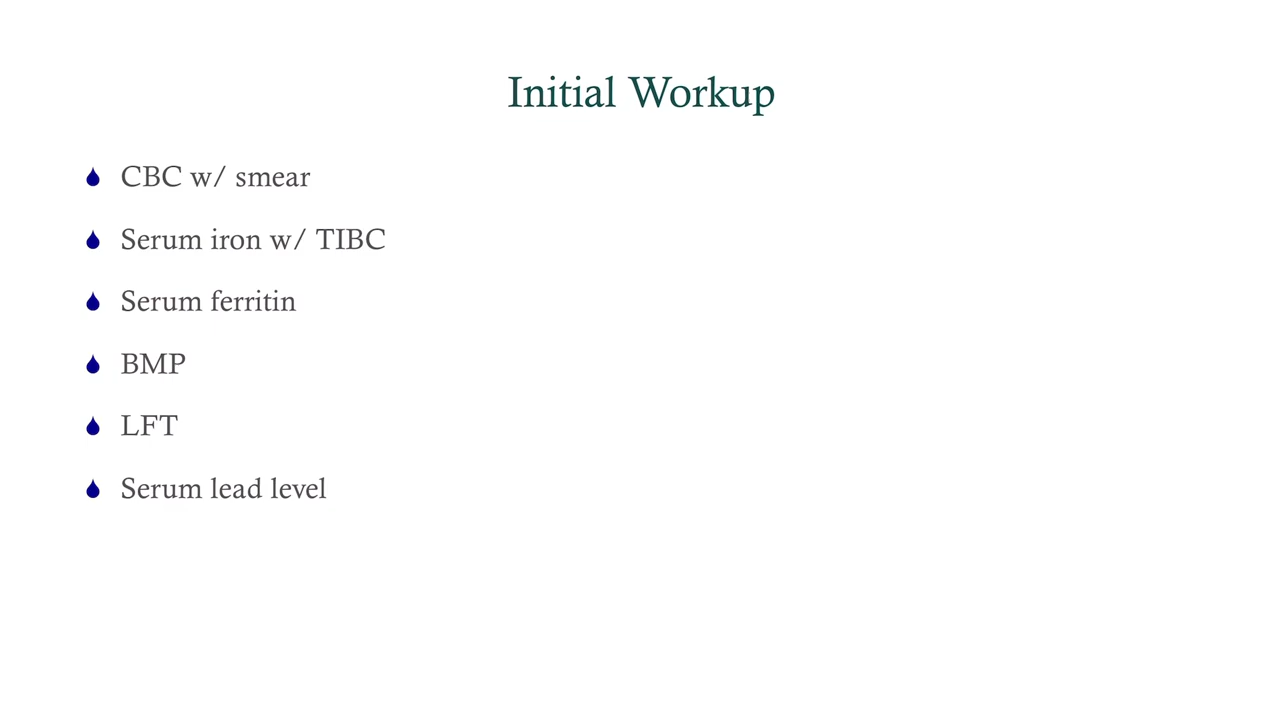 Initial Workup
CBC w/ smear
Serum iron w/ TIBC
Serum ferritin
BMP
LFT
Serum lead level